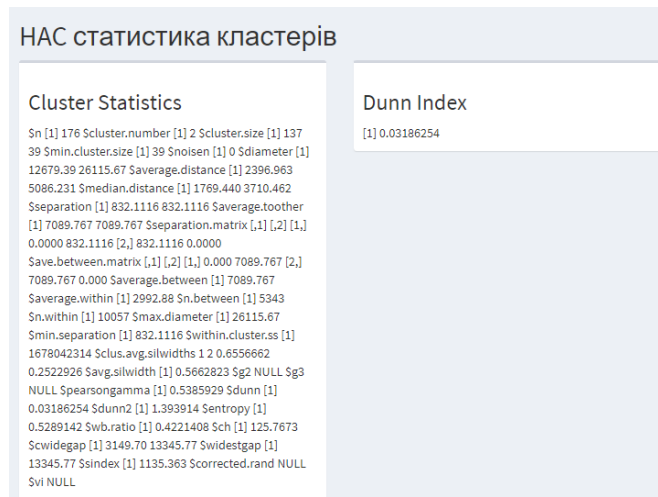 НАС статистика кластерів
Cluster Statistics
$n [1] 176 $cluster.number [1] 2 $cluster.size [1] 137
39 $min.cluster.size [1] 39 $noisen [1] 0 $diameter [1]
12679.39 26115.67 $average.distance [1] 2396.963
5086.231 $median.distance [1] 1769.440 3710.462
$separation [1] 832.1116 832.1116 $average.toother
[1] 7089.767 7089.767 $separation.matrix [,1] [,2] [1,]
0.0000 832.1116 [2,] 832.1116 0.0000
$ave.between.matrix [,1] [,2] [1,] 0.000 7089.767 [2,]
7089.767 0.000 $average.between [1] 7089.767
$average.within [1] 2992.88 $n.between [1] 5343
$n.within [1] 10057 $max.diameter [1] 26115.67
$min.separation [1] 832.1116 $within.cluster.ss [1]
1678042314 $clus.avg.silwidths 1 2 0.6556662
0.2522926 $avg.silwidth [1] 0.5662823 $g2 NULL $g3
NULL $pearsongamma [1] 0.5385929 $dunn [1]
0.03186254 $dunn2 [1] 1.393914 $entropy [1]
0.5289142 $wb.ratio [1] 0.4221408 $ch [1] 125.7673
$cwidegap [1] 3149.70 13345.77 $widestgap [1]
13345.77 $sindex [1] 1135.363 $corrected.rand NULL
$vi NULL
Dunn Index
[1] 0.03186254